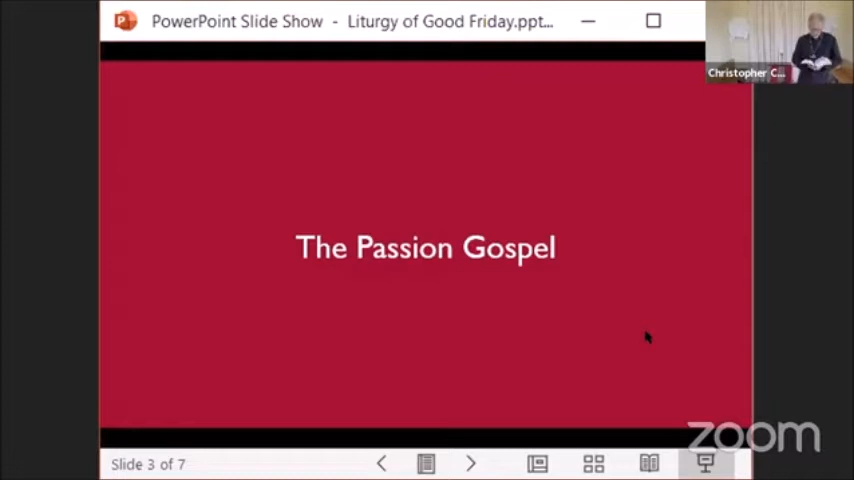 PowerPoint Slide Show - Liturgy of Good Friday.ppt...
Christopher C...
The Passion Gospel
zoom
Slide 3 of 7